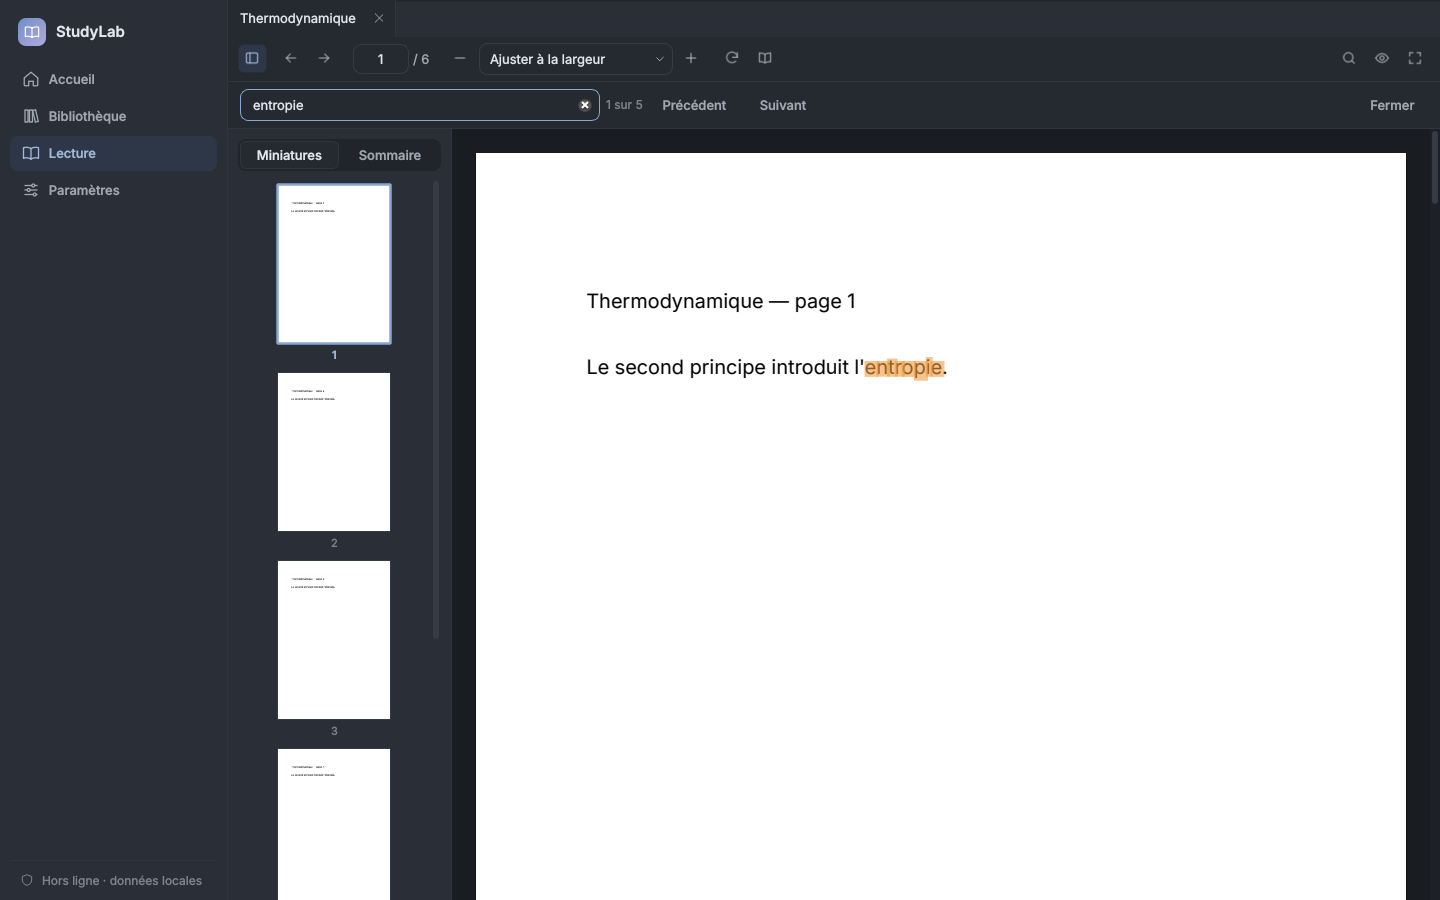 StudyLab
Accueil
Bibliothèque
Lecture
Paramètres
Hors ligne · données locales
Thermodynamique
1 / 6
Ajuster à la largeur
entropie
1 sur 5
Précédent
Suivant
Fermer
Miniatures
Sommaire
1
2
3
Thermodynamique — page 1
Le second principe introduit l'entropie.